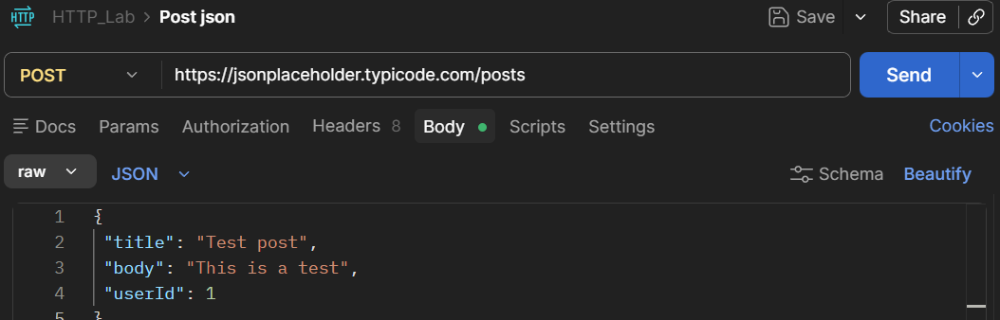 HTTP HTTP_Lab > Post json Save Share
POST https://jsonplaceholder.typicode.com/posts Send
Docs Params Authorization Headers 8 Body Scripts Settings Cookies
raw JSON Schema Beautify
1 {
2 "title": "Test post",
3 "body": "This is a test",
4 "userId": 1
5 }